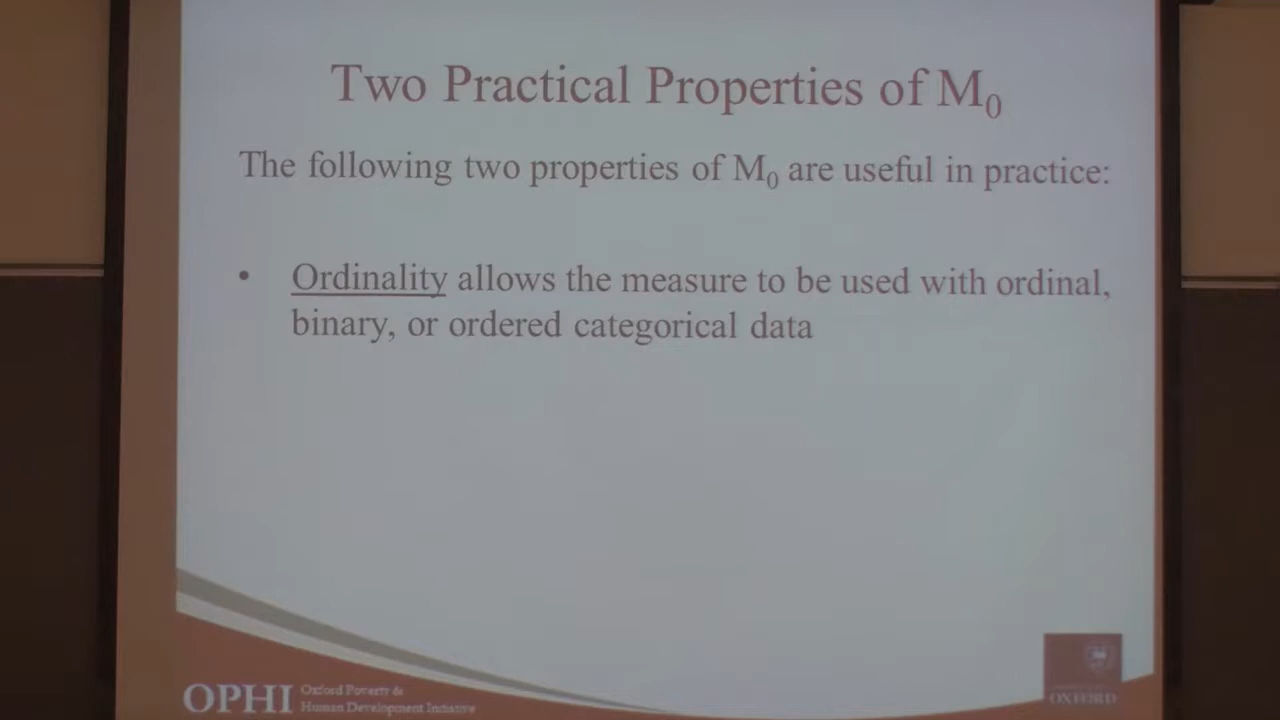 Two Practical Properties of M₀
The following two properties of M₀ are useful in practice:
• Ordinality allows the measure to be used with ordinal,
binary, or ordered categorical data
OPHI
Oxford Poverty &
Human Development Initiative
OXFORD